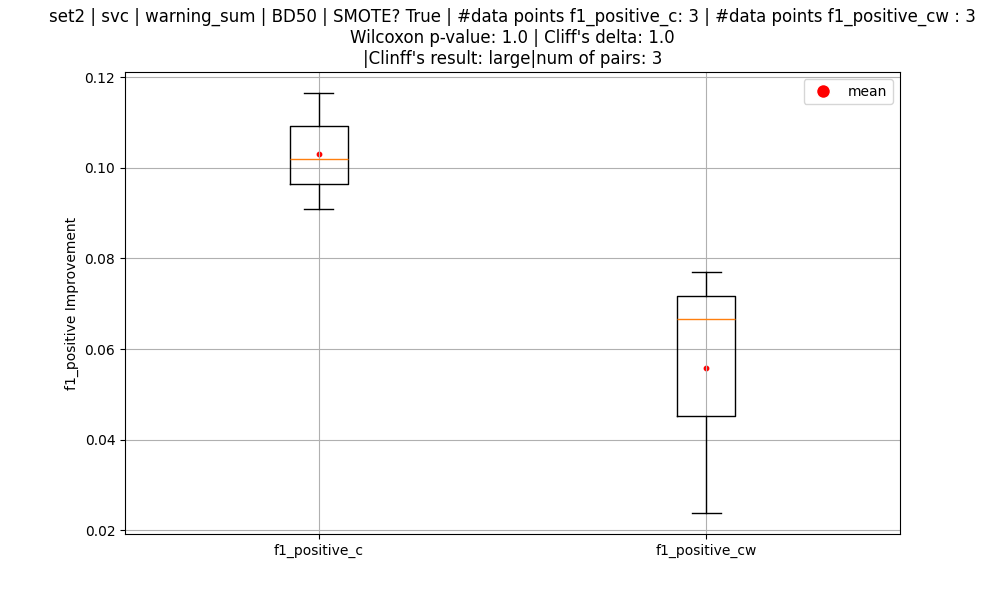 set2 | svc | warning_sum | BD50 | SMOTE? True | #data points f1_positive_c: 3 | #data points f1_positive_cw : 3
Wilcoxon p-value: 1.0 | Cliff's delta: 1.0
|Clinff's result: large|num of pairs: 3
mean
0.12
0.10
0.08
0.06
0.04
0.02
f1_positive Improvement
f1_positive_c
f1_positive_cw